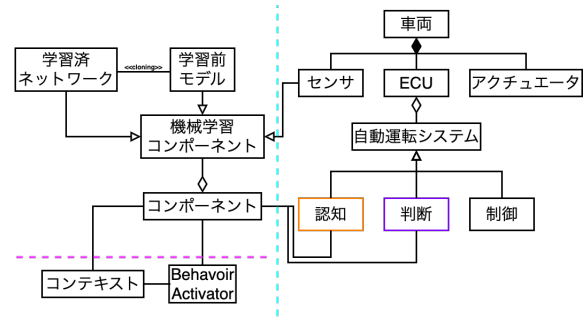 学習済
ネットワーク
<<cloning>>
学習前
モデル
機械学習
コンポーネント
コンポーネント
コンテキスト
Behavoir
Activator
車両
センサ
ECU
アクチュエータ
自動運転システム
認知
判断
制御